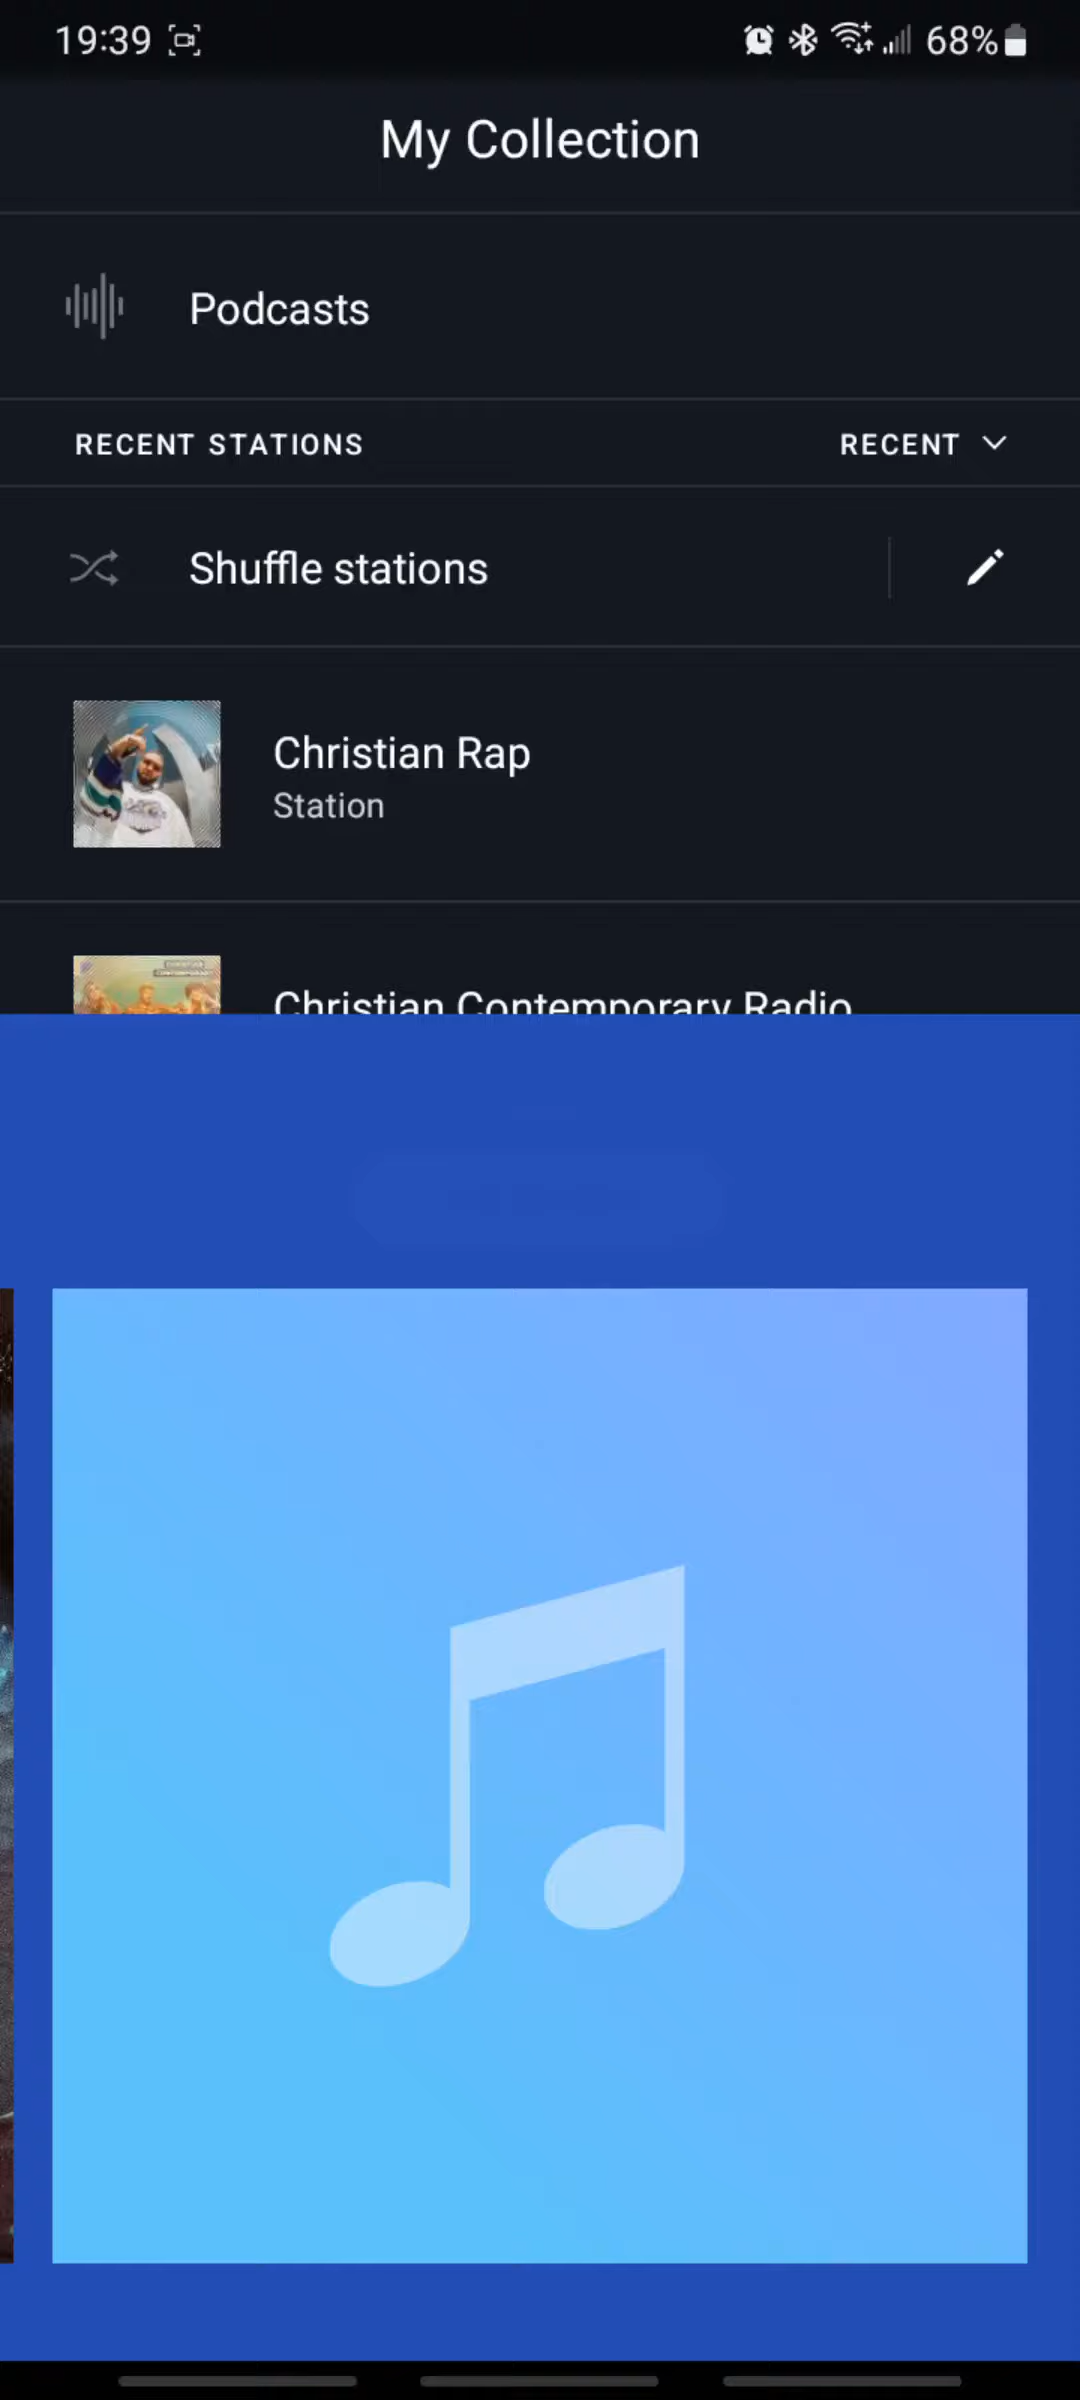 19:39
68%
My Collection
Podcasts
RECENT STATIONS
RECENT
Shuffle stations
Christian Rap
Station
Christian Contemporary Radio